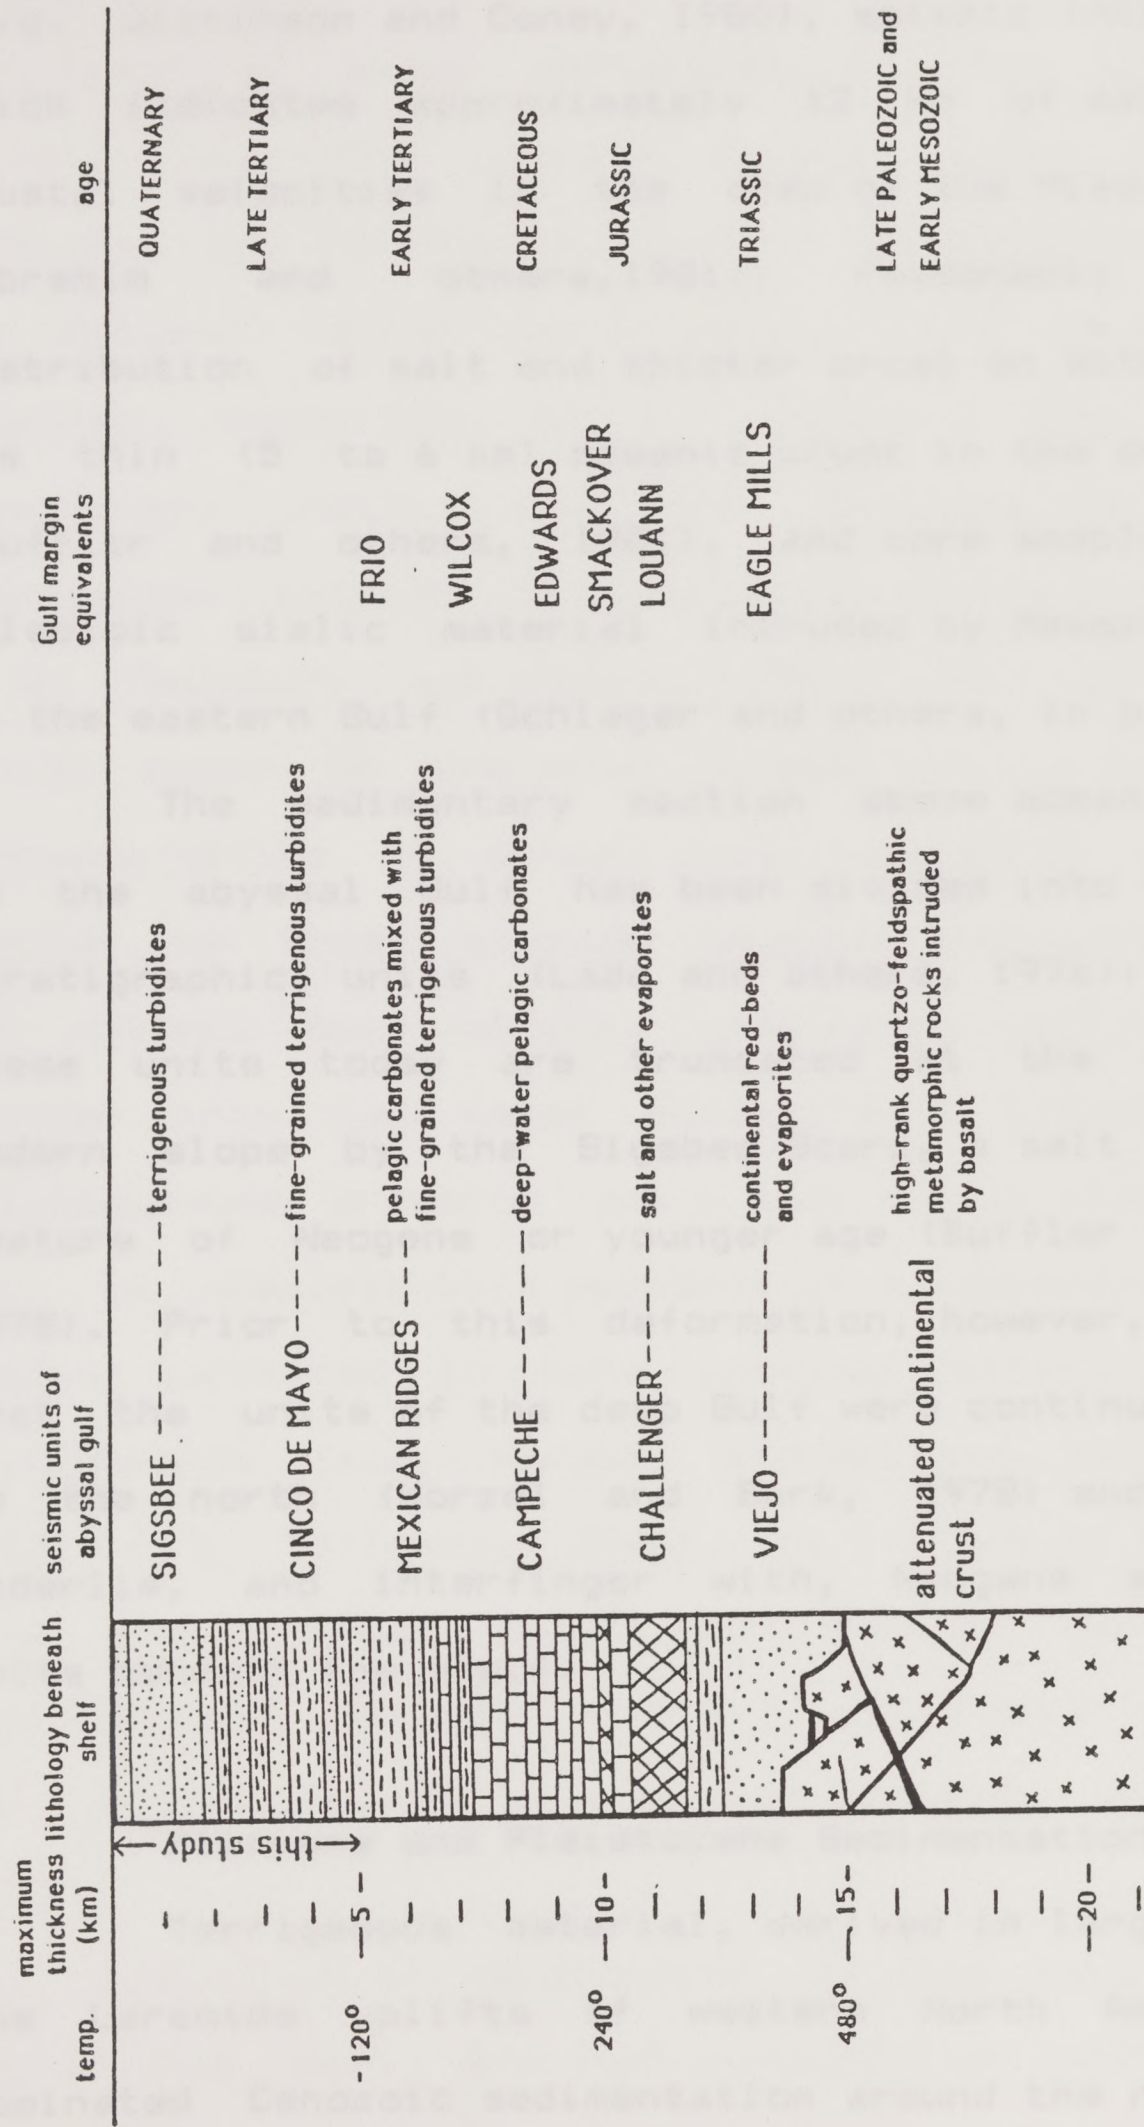 temp.
maximum
thickness
(km)
lithology beneath
shelf
seismic units of
abyssal gulf
Gulf margin
equivalents
age
this study
120°
5
240°
10
480°
15
20
SIGSBEE
terrigenous turbidites
QUATERNARY
CINCO DE MAYO
fine-grained terrigenous turbidites
LATE TERTIARY
MEXICAN RIDGES
pelagic carbonates mixed with
fine-grained terrigenous turbidites
FRIO
EARLY TERTIARY
WILCOX
CAMPECHE
deep-water pelagic carbonates
EDWARDS
CRETACEOUS
SMACKOVER
JURASSIC
CHALLENGER
salt and other evaporites
LOUANN
VIEJO
continental red-beds
and evaporites
EAGLE MILLS
TRIASSIC
attenuated continental
crust
high-rank quartzo-feldspathic
metamorphic rocks intruded
by basalt
LATE PALEOZOIC and
EARLY MESOZOIC